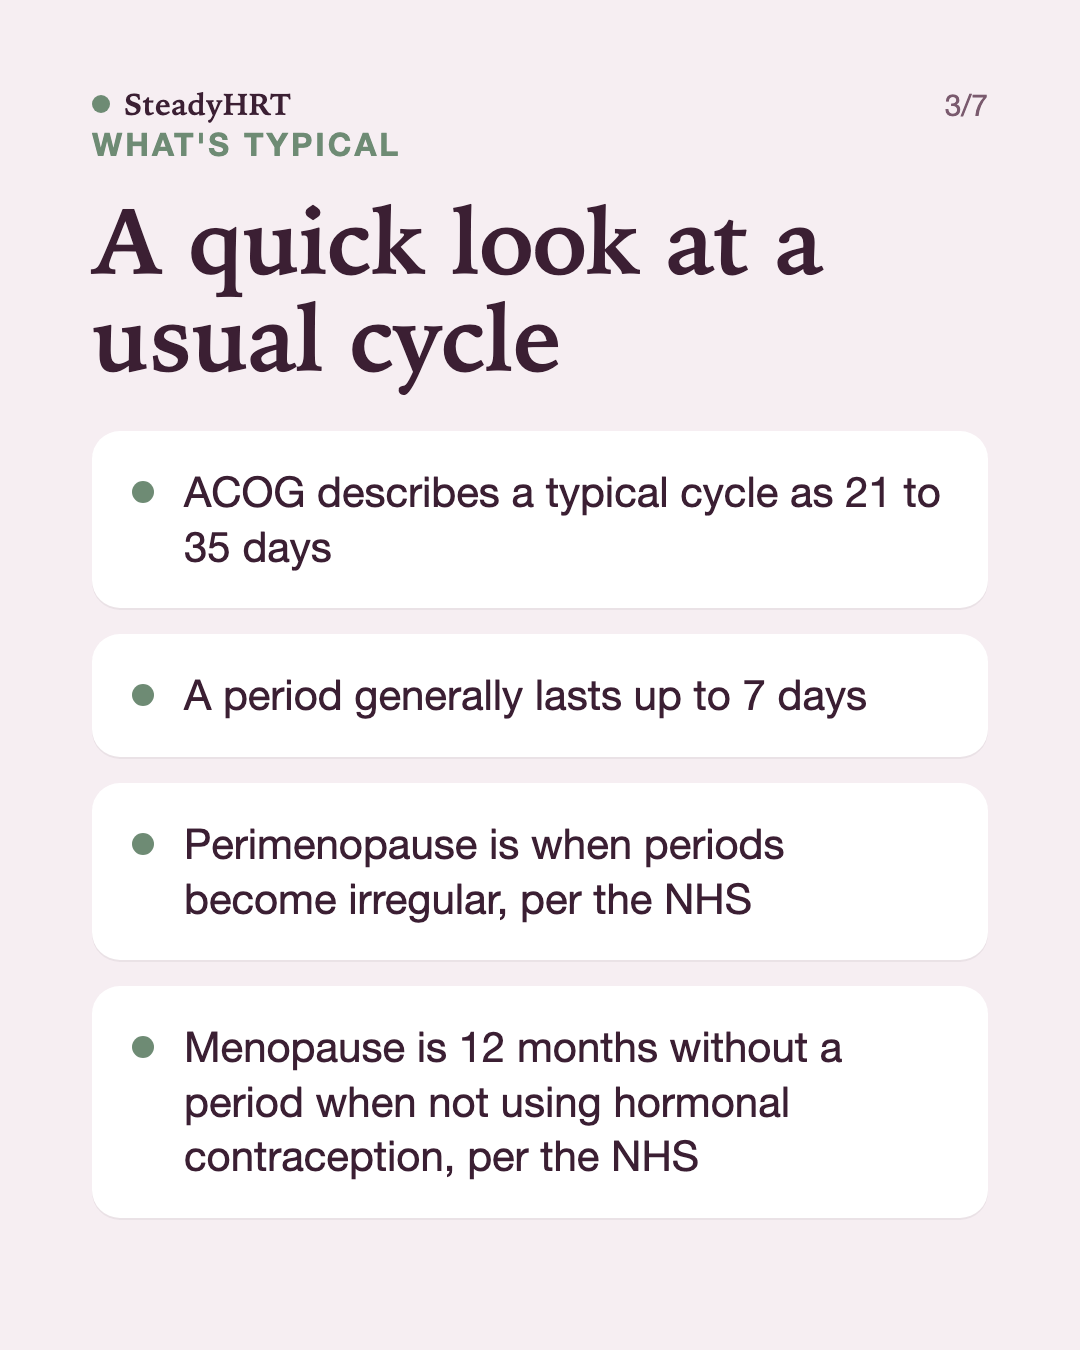 SteadyHRT
3/7
WHAT'S TYPICAL
A quick look at a
usual cycle
ACOG describes a typical cycle as 21 to
35 days
A period generally lasts up to 7 days
Perimenopause is when periods
become irregular, per the NHS
Menopause is 12 months without a
period when not using hormonal
contraception, per the NHS